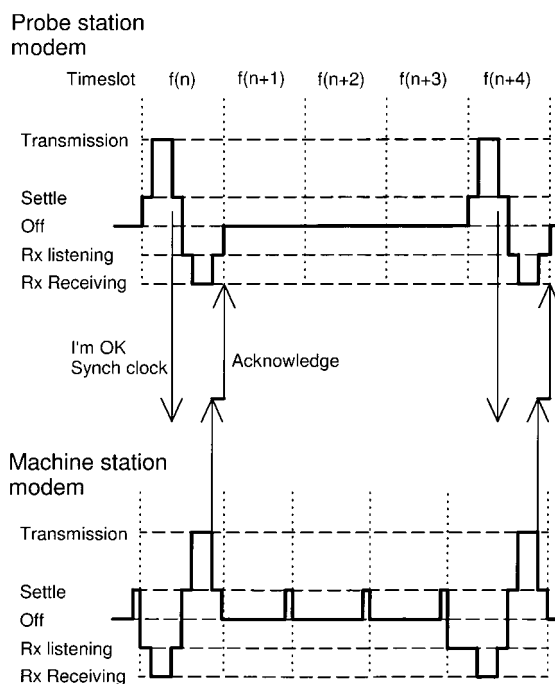 Probe station
modem
Timeslot f(n) f(n+1) f(n+2) f(n+3) f(n+4)
Transmission
Settle
Off
Rx listening
Rx Receiving
I'm OK
Synch clock
Acknowledge
Machine station
modem
Transmission
Settle
Off
Rx listening
Rx Receiving